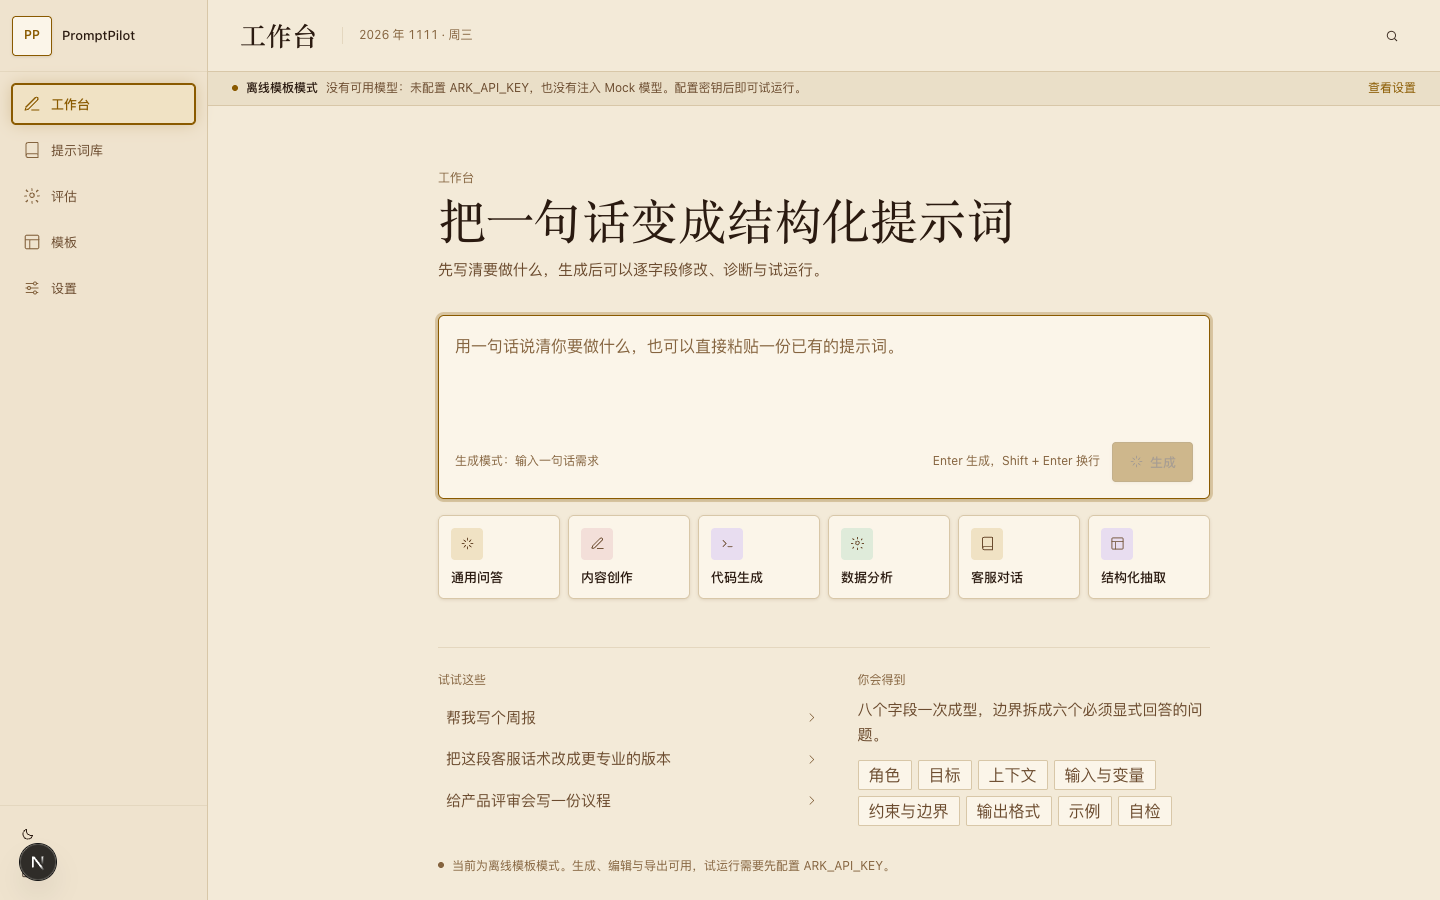 PP PromptPilot
工作台
提示词库
评估
模板
设置
N
工作台 2026 年 1111 · 周三
离线模板模式 没有可用模型：未配置 ARK_API_KEY，也没有注入 Mock 模型。配置密钥后即可试运行。 查看设置
工作台
把一句话变成结构化提示词
先写清要做什么，生成后可以逐字段修改、诊断与试运行。
用一句话说清你要做什么，也可以直接粘贴一份已有的提示词。
生成模式：输入一句话需求 Enter 生成，Shift + Enter 换行 生成
通用问答 内容创作 代码生成 数据分析 客服对话 结构化抽取
试试这些
帮我写个周报
把这段客服话术改成更专业的版本
给产品评审会写一份议程
你会得到
八个字段一次成型，边界拆成六个必须显式回答的问
题。
角色 目标 上下文 输入与变量
约束与边界 输出格式 示例 自检
当前为离线模板模式。生成、编辑与导出可用，试运行需要先配置 ARK_API_KEY。